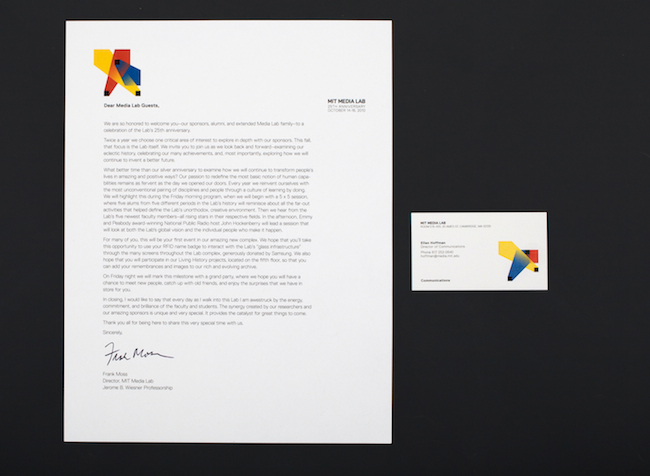 Dear Media Lab Guests,
MIT MEDIA LAB
25TH ANNIVERSARY
We are so honored to welcome you–our sponsors, alumni, and extended Media Lab family–to a
celebration of the Lab's 25th anniversary.
Twice a year we choose one critical area of interest to explore in depth with our sponsors. This fall,
that focus is the Lab itself. We invite you to join us as we look back and forward–examining our
eclectic history, celebrating our many achievements, and, most importantly, exploring how we will
continue to invent a better future.
What better time than our silver anniversary to examine how we will continue to transform people's
lives in amazing and positive ways? Our passion to redefine the most basic notion of human capa-
bilities remains as fervent as the day we opened our doors. Every year we reinvent ourselves with
the most unconventional pairing of disciplines and people through a culture of learning by doing.
We will highlight this during the Friday morning program, when we will begin with a 5 x 5 session,
where five alums from five different periods in the Lab's history will reminisce about all the far out
activities that helped define the Lab's unorthodox, creative environment. Then we hear from the
Lab's five newest faculty members–all rising stars in their respective fields. In the afternoon, Emmy
and Peabody award-winning National Public Radio host John Hockenberry will lead a session that
will look at both the Lab's global vision and the individual people who make it happen.
For many of you, this will be your first event in our amazing new complex. We hope that you'll take
this opportunity to use your RFID name badge to interact with the Lab's "glass infrastructure"
through the many screens throughout the Lab complex, generously donated by Samsung. We also
hope that you will participate in our Living History projects, located on the fifth floor, so that you
can add your remembrances and images to our rich and evolving archive.
On Friday night we will mark this milestone with a grand party, where we hope you will have a
chance to meet new people, catch up with old friends, and enjoy the surprises that we have in
store for you.
In closing, I would like to say that every day as I walk into this Lab I am awestruck by the energy,
commitment, and brilliance of the faculty and students. The synergy created by our researchers and
our amazing sponsors is unique and very special. It provides the catalyst for great things to come.
Thank you all for being here to share this very special time with us.
Sincerely,
Frank Moss
Frank Moss
Director, MIT Media Lab
Jerome B. Wiesner Professorship
MIT MEDIA LAB
Ellen Hoffman
Director of Communications
Communications